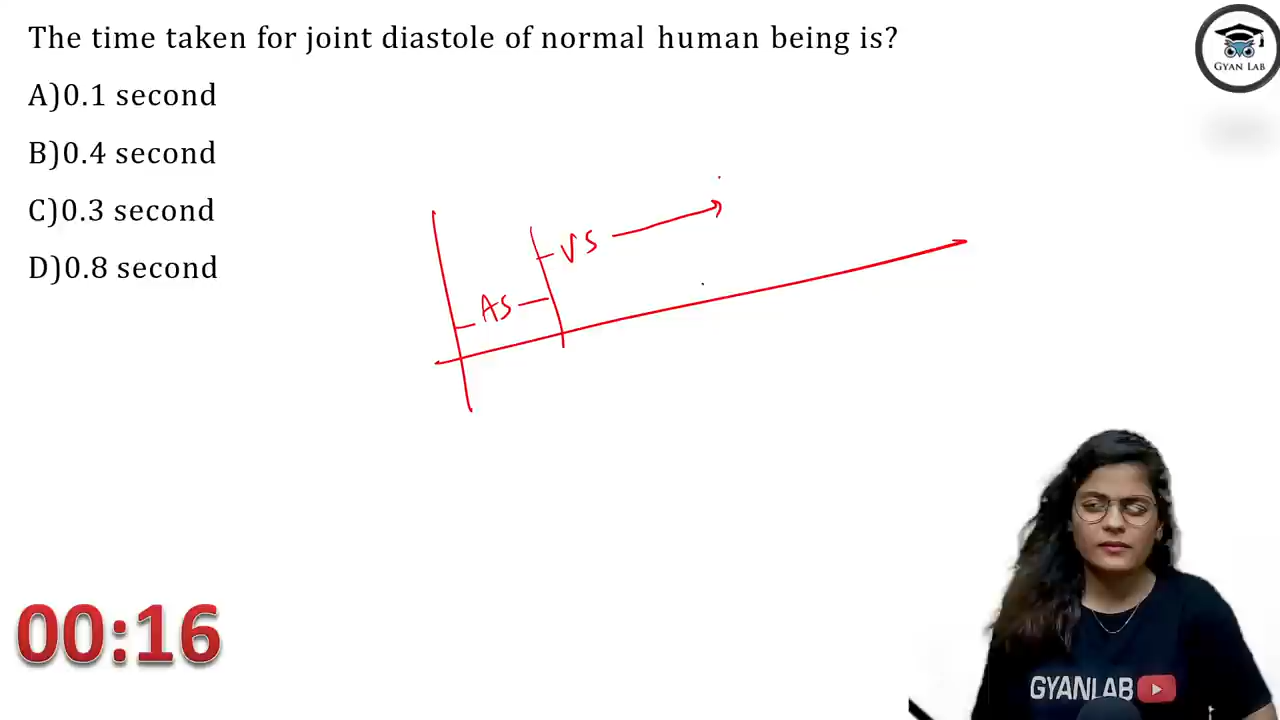 The time taken for joint diastole of normal human being is?
A)0.1 second
B)0.4 second
C)0.3 second
D)0.8 second
GYAN LAB
VS
AS
00:16
GYANLAB